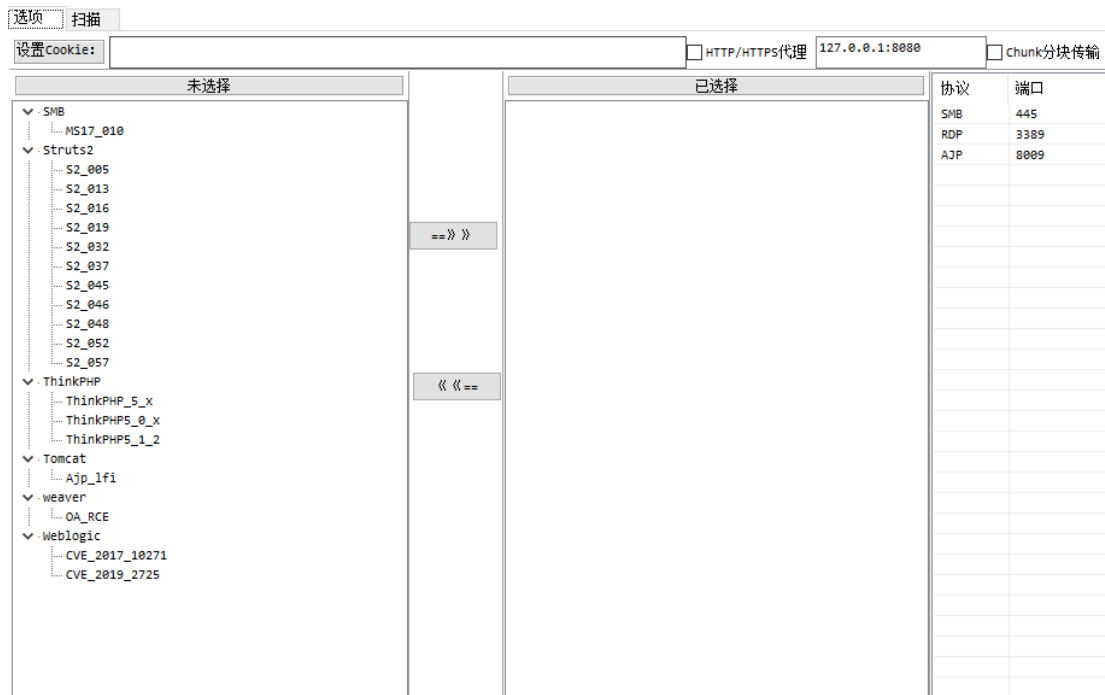 选项 扫描
设置Cookie: HTTP/HTTPS代理 127.0.0.1:8080 Chunk分块传输
未选择
SMB
MS17_010
Struts2
S2_005
S2_013
S2_016
S2_019
S2_032
S2_037
S2_045
S2_046
S2_048
S2_052
S2_057
ThinkPHP
ThinkPHP_5_x
ThinkPHP5_0_x
ThinkPHP5_1_2
Tomcat
Ajp_lfi
weaver
OA_RCE
Weblogic
CVE_2017_10271
CVE_2019_2725
==》》
《《==
已选择
协议 端口
SMB 445
RDP 3389
AJP 8009